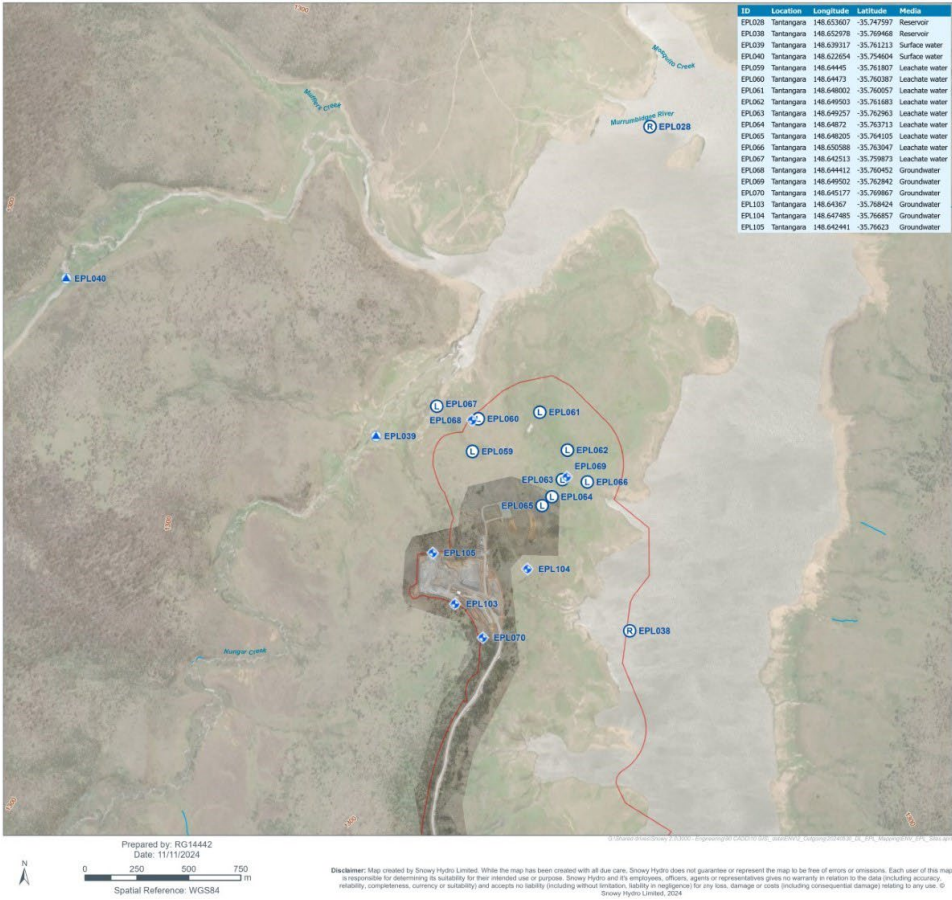 ID Location Longitude Latitude Media
EPL028 Tantangara 148.653607 -35.747597 Reservoir
EPL038 Tantangara 148.652978 -35.769468 Reservoir
EPL039 Tantangara 148.639317 -35.761213 Surface water
EPL040 Tantangara 148.622654 -35.754604 Surface water
EPL059 Tantangara 148.64445 -35.761807 Leachate water
EPL060 Tantangara 148.64473 -35.760387 Leachate water
EPL061 Tantangara 148.648002 -35.760057 Leachate water
EPL062 Tantangara 148.649503 -35.761683 Leachate water
EPL063 Tantangara 148.649257 -35.762963 Leachate water
EPL064 Tantangara 148.64872 -35.763713 Leachate water
EPL065 Tantangara 148.648205 -35.764105 Leachate water
EPL066 Tantangara 148.650588 -35.763047 Leachate water
EPL067 Tantangara 148.642513 -35.759873 Leachate water
EPL068 Tantangara 148.644412 -35.760452 Groundwater
EPL069 Tantangara 148.649502 -35.762842 Groundwater
EPL070 Tantangara 148.645177 -35.769867 Groundwater
EPL103 Tantangara 148.64367 -35.768424 Groundwater
EPL104 Tantangara 148.647485 -35.766857 Groundwater
EPL105 Tantangara 148.642441 -35.76623 Groundwater
1300
Mosquito Creek
Mufflers Creek
Murrumbidgee River
R EPL028
1300
EPL040
L EPL067
EPL068
L EPL060
L EPL061
EPL039
L EPL059
L EPL062
EPL069
EPL063 L
L EPL066
L EPL064
EPL065 L
1300
EPL105
EPL104
EPL103
R EPL038
EPL070
Nungar Creek
1300
1300
1300
Prepared by: RG14442
Date: 11/11/2024
N
0 250 500 750
m
Spatial Reference: WGS84
Disclaimer: Map created by Snowy Hydro Limited. While the map has been created with all due care, Snowy Hydro does not guarantee or represent the map to be free of errors or omissions. Each user of this map
is responsible for determining its suitability for their intended use or purpose. Snowy Hydro and it's employees, officers, agents or representatives gives no warranty in relation to the data (including accuracy,
reliability, completeness, currency or suitability) and accepts no liability (including without limitation, liability in negligence) for any loss, damage or costs (including consequential damage) relating to any use. ©
Snowy Hydro Limited, 2024